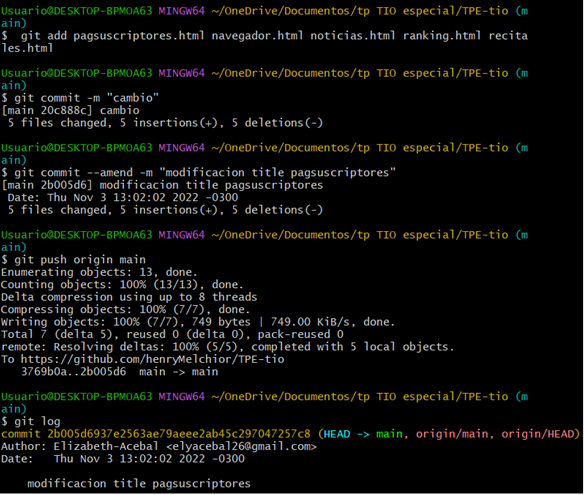 Usuario@DESKTOP-BPMOA63 MINGW64 ~/OneDrive/Documentos/tp TIO especial/TPE-tio (m
ain)
$  git add pagsuscriptores.html navegador.html noticias.html ranking.html recita
les.html
Usuario@DESKTOP-BPMOA63 MINGW64 ~/OneDrive/Documentos/tp TIO especial/TPE-tio (m
ain)
$ git commit -m "cambio"
[main 20c888c] cambio
 5 files changed, 5 insertions(+), 5 deletions(-)
Usuario@DESKTOP-BPMOA63 MINGW64 ~/OneDrive/Documentos/tp TIO especial/TPE-tio (m
ain)
$ git commit --amend -m "modificacion title pagsuscriptores"
[main 2b005d6] modificacion title pagsuscriptores
 Date: Thu Nov 3 13:02:02 2022 -0300
 5 files changed, 5 insertions(+), 5 deletions(-)
Usuario@DESKTOP-BPMOA63 MINGW64 ~/OneDrive/Documentos/tp TIO especial/TPE-tio (m
ain)
$ git push origin main
Enumerating objects: 13, done.
Counting objects: 100% (13/13), done.
Delta compression using up to 8 threads
Compressing objects: 100% (7/7), done.
Writing objects: 100% (7/7), 749 bytes | 749.00 KiB/s, done.
Total 7 (delta 5), reused 0 (delta 0), pack-reused 0
remote: Resolving deltas: 100% (5/5), completed with 5 local objects.
To https://github.com/henryMelchior/TPE-tio
   3769b0a..2b005d6  main -> main
Usuario@DESKTOP-BPMOA63 MINGW64 ~/OneDrive/Documentos/tp TIO especial/TPE-tio (m
ain)
$ git log
commit 2b005d6937e2563ae79aeee2ab45c297047257c8 (HEAD -> main, origin/main, origin/HEAD)
Author: Elizabeth-Acebal <elyacebal26@gmail.com>
Date:   Thu Nov 3 13:02:02 2022 -0300
    modificacion title pagsuscriptores